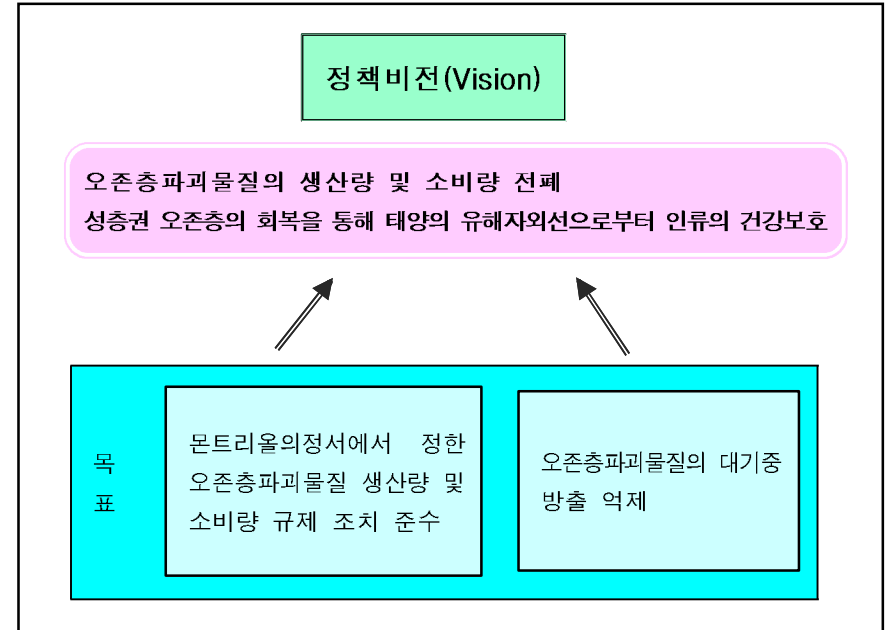 정책비전(Vision)
오존층파괴물질의 생산량 및 소비량 전폐
성층권 오존층의 회복을 통해 태양의 유해자외선으로부터 인류의 건강보호
목
표
몬트리올의정서에서 정한
오존층파괴물질 생산량 및
소비량 규제 조치 준수
오존층파괴물질의 대기중
방출 억제